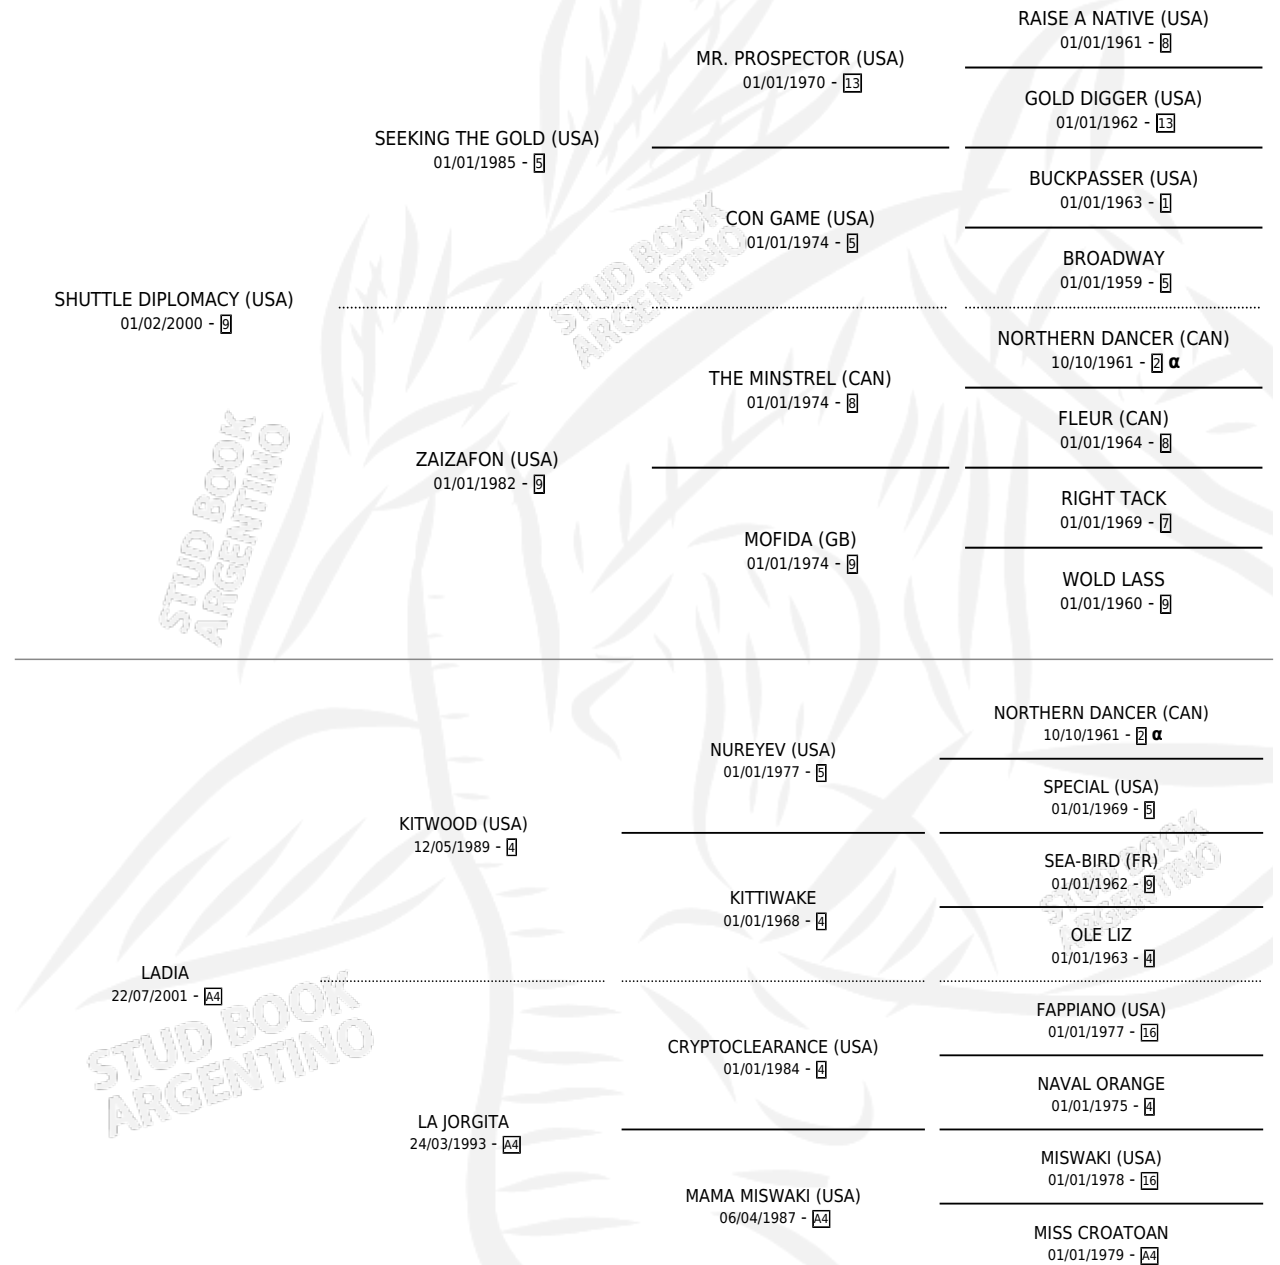 RAISE A NATIVE (USA)
01/01/1961 - 8
MR. PROSPECTOR (USA)
01/01/1970 - 13
GOLD DIGGER (USA)
01/01/1962 - 13
SEEKING THE GOLD (USA)
01/01/1985 - 5
BUCKPASSER (USA)
01/01/1963 - 1
CON GAME (USA)
01/01/1974 - 5
BROADWAY
01/01/1959 - 5
STUD BOOK
ARGENTINO
SHUTTLE DIPLOMACY (USA)
01/02/2000 - 9
NORTHERN DANCER (CAN)
10/10/1961 - 2 α
THE MINSTREL (CAN)
01/01/1974 - 8
FLEUR (CAN)
01/01/1964 - 8
ZAIZAFON (USA)
01/01/1982 - 9
RIGHT TACK
01/01/1969 - 7
MOFIDA (GB)
01/01/1974 - 9
WOLD LASS
01/01/1960 - 9
STUD BOOK
ARGENTINO
NORTHERN DANCER (CAN)
10/10/1961 - 2 α
NUREYEV (USA)
01/01/1977 - 5
SPECIAL (USA)
01/01/1969 - 5
KITWOOD (USA)
12/05/1989 - 4
SEA-BIRD (FR)
01/01/1962 - 9
KITTIWAKE
01/01/1968 - 4
OLE LIZ
01/01/1963 - 4
STUD BOOK
ARGENTINO
LADIA
22/07/2001 - A4
FAPPIANO (USA)
01/01/1977 - 16
CRYPTOCLEARANCE (USA)
01/01/1984 - 4
NAVAL ORANGE
01/01/1975 - 4
STUD BOOK
ARGENTINO
LA JORGITA
24/03/1993 - A4
MISWAKI (USA)
01/01/1978 - 16
MAMA MISWAKI (USA)
06/04/1987 - A4
MISS CROATOAN
01/01/1979 - A4